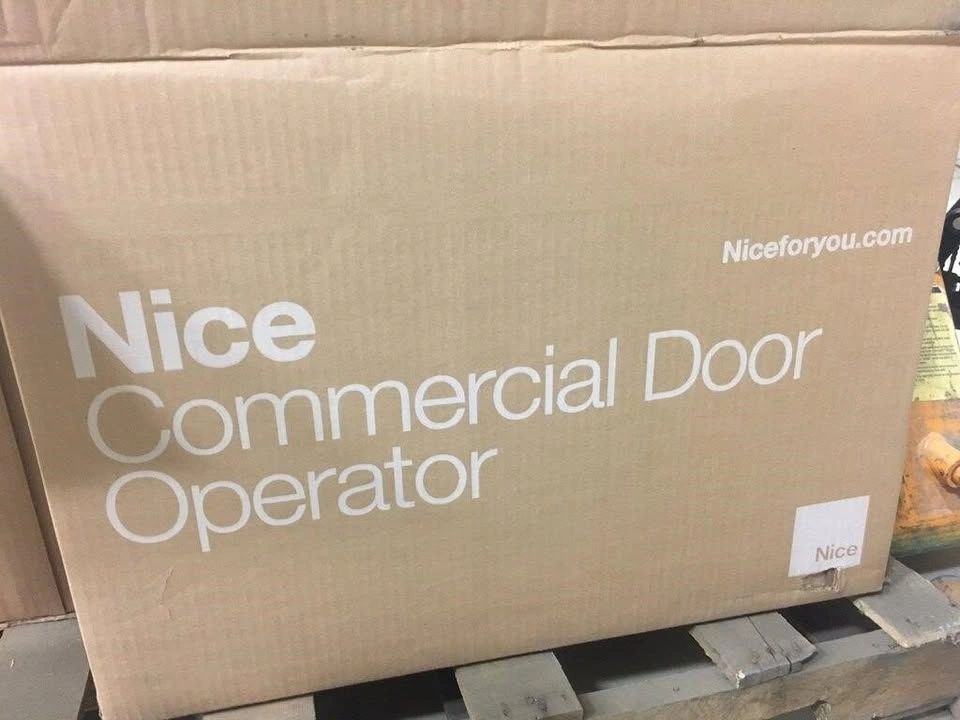 Niceforyou.com
Nice
Commercial Door
Operator
Nice